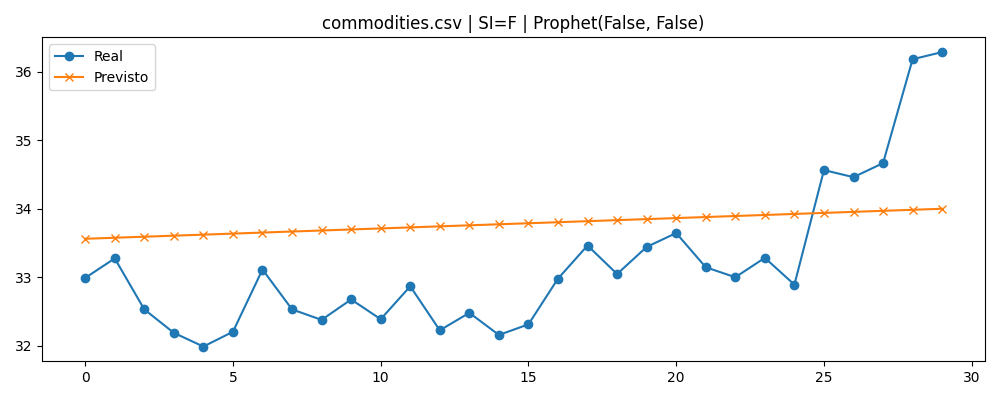 commodities.csv | SI=F | Prophet(False, False)
Real
Previsto
36
35
34
33
32
0 5 10 15 20 25 30